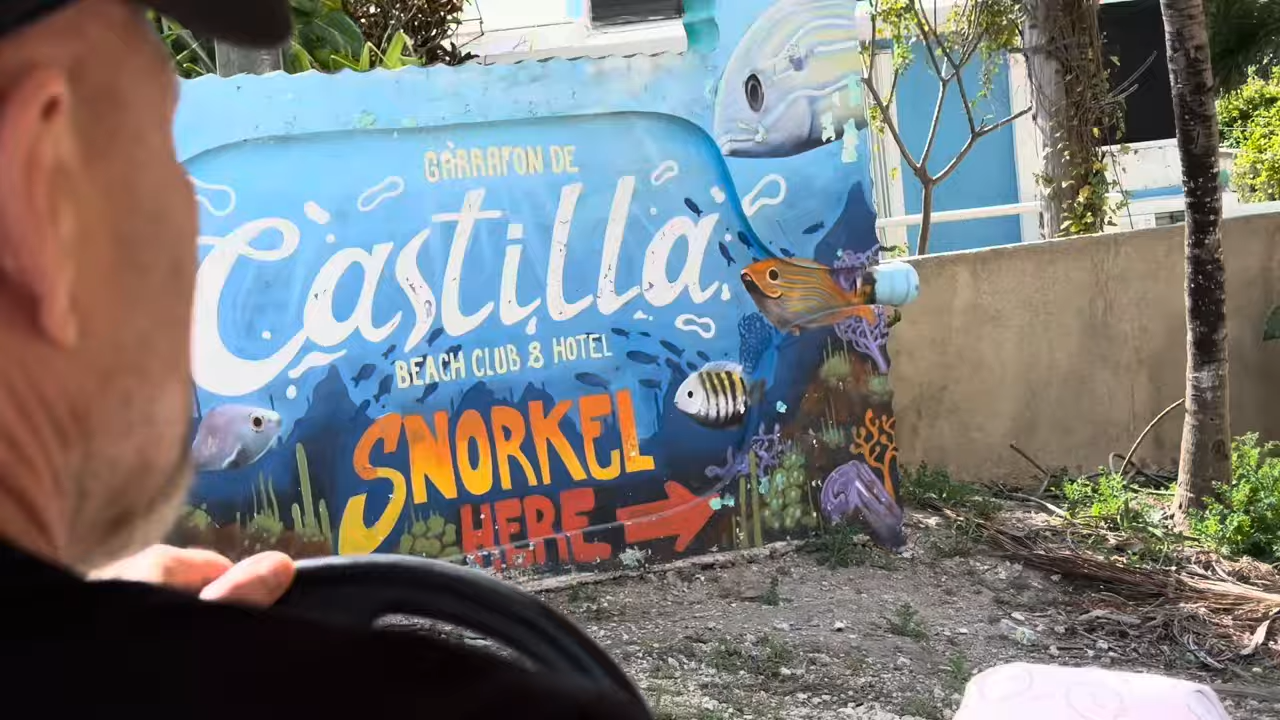 GARRAFON DE
Castilla
BEACH CLUB & HOTEL
SNORKEL
HERE